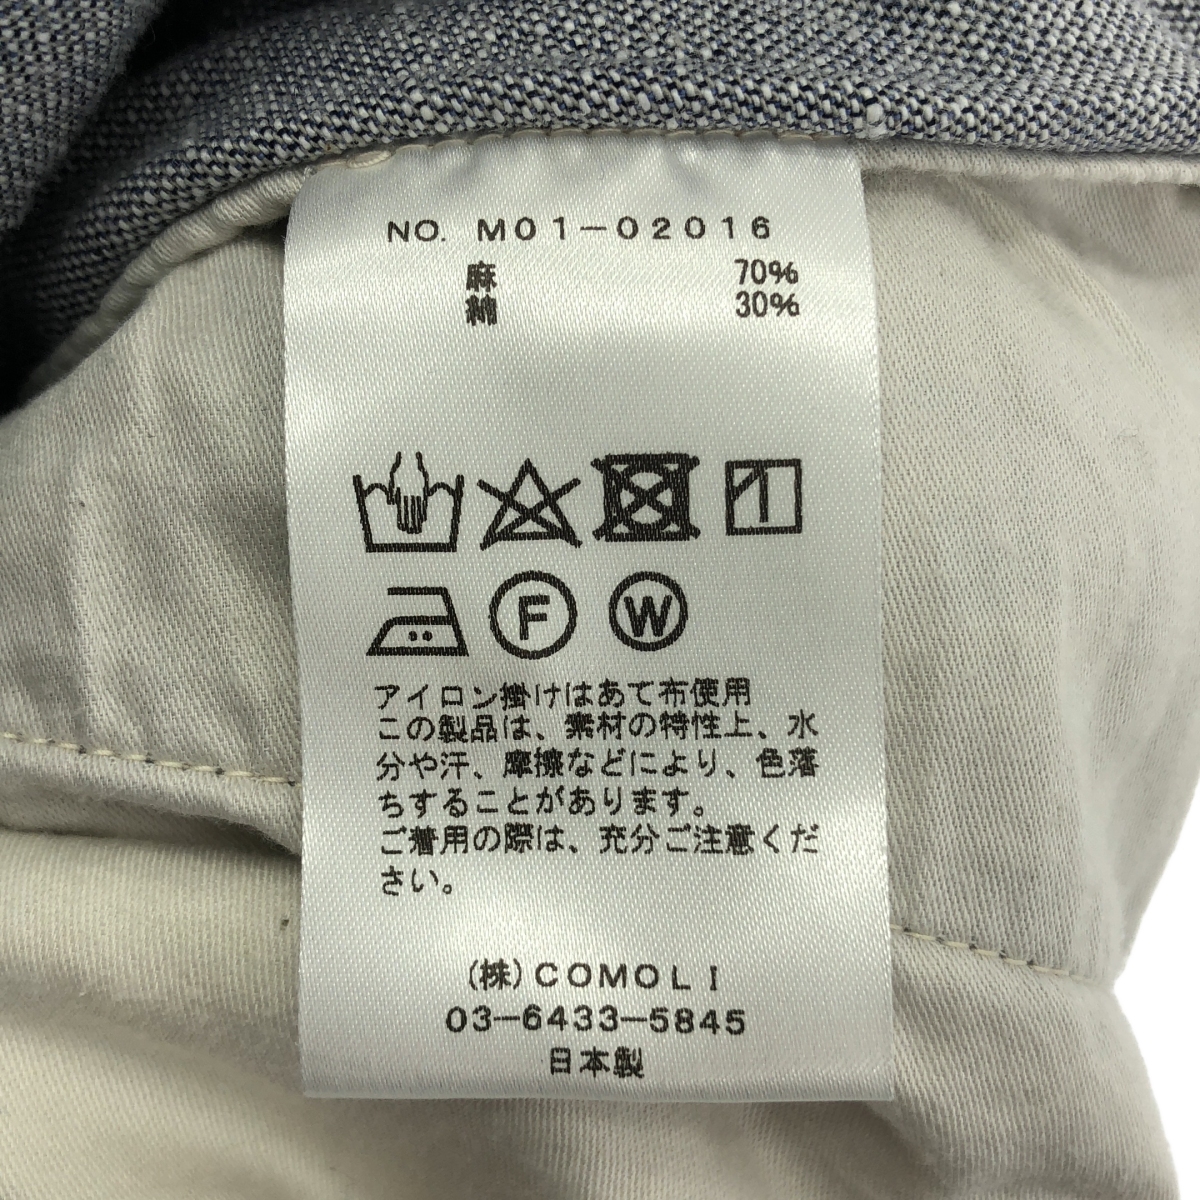 NO. M01-02016
麻 70%
綿 30%
F W
アイロン掛けはあて布使用
この製品は、素材の特性上、水
分や汗、摩擦などにより、色落
ちすることがあります。
ご着用の際は、充分ご注意くだ
さい。
(株)COMOLI
03-6433-5845
日本製